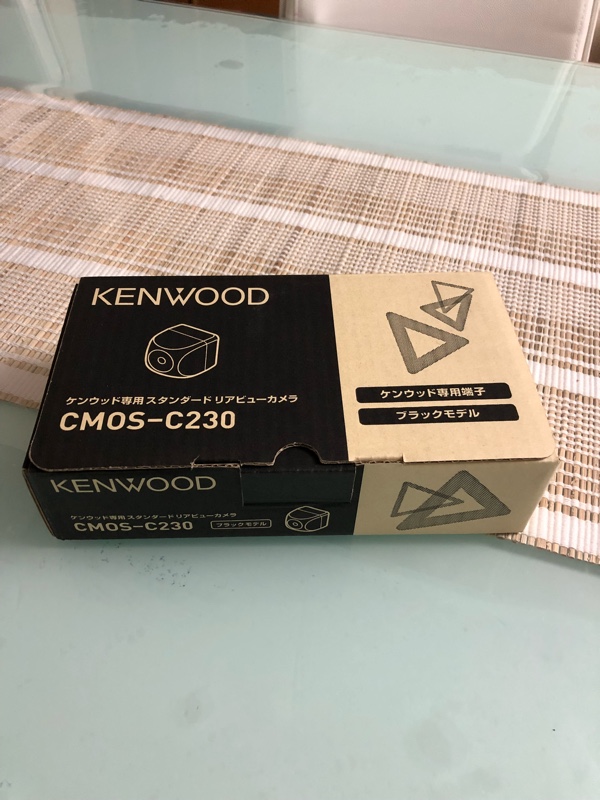 KENWOOD
ケンウッド専用 スタンダード リアビューカメラ
CMOS-C230
ケンウッド専用端子
ブラックモデル
KENWOOD
ケンウッド専用 スタンダード リアビューカメラ
CMOS-C230 ブラックモデル